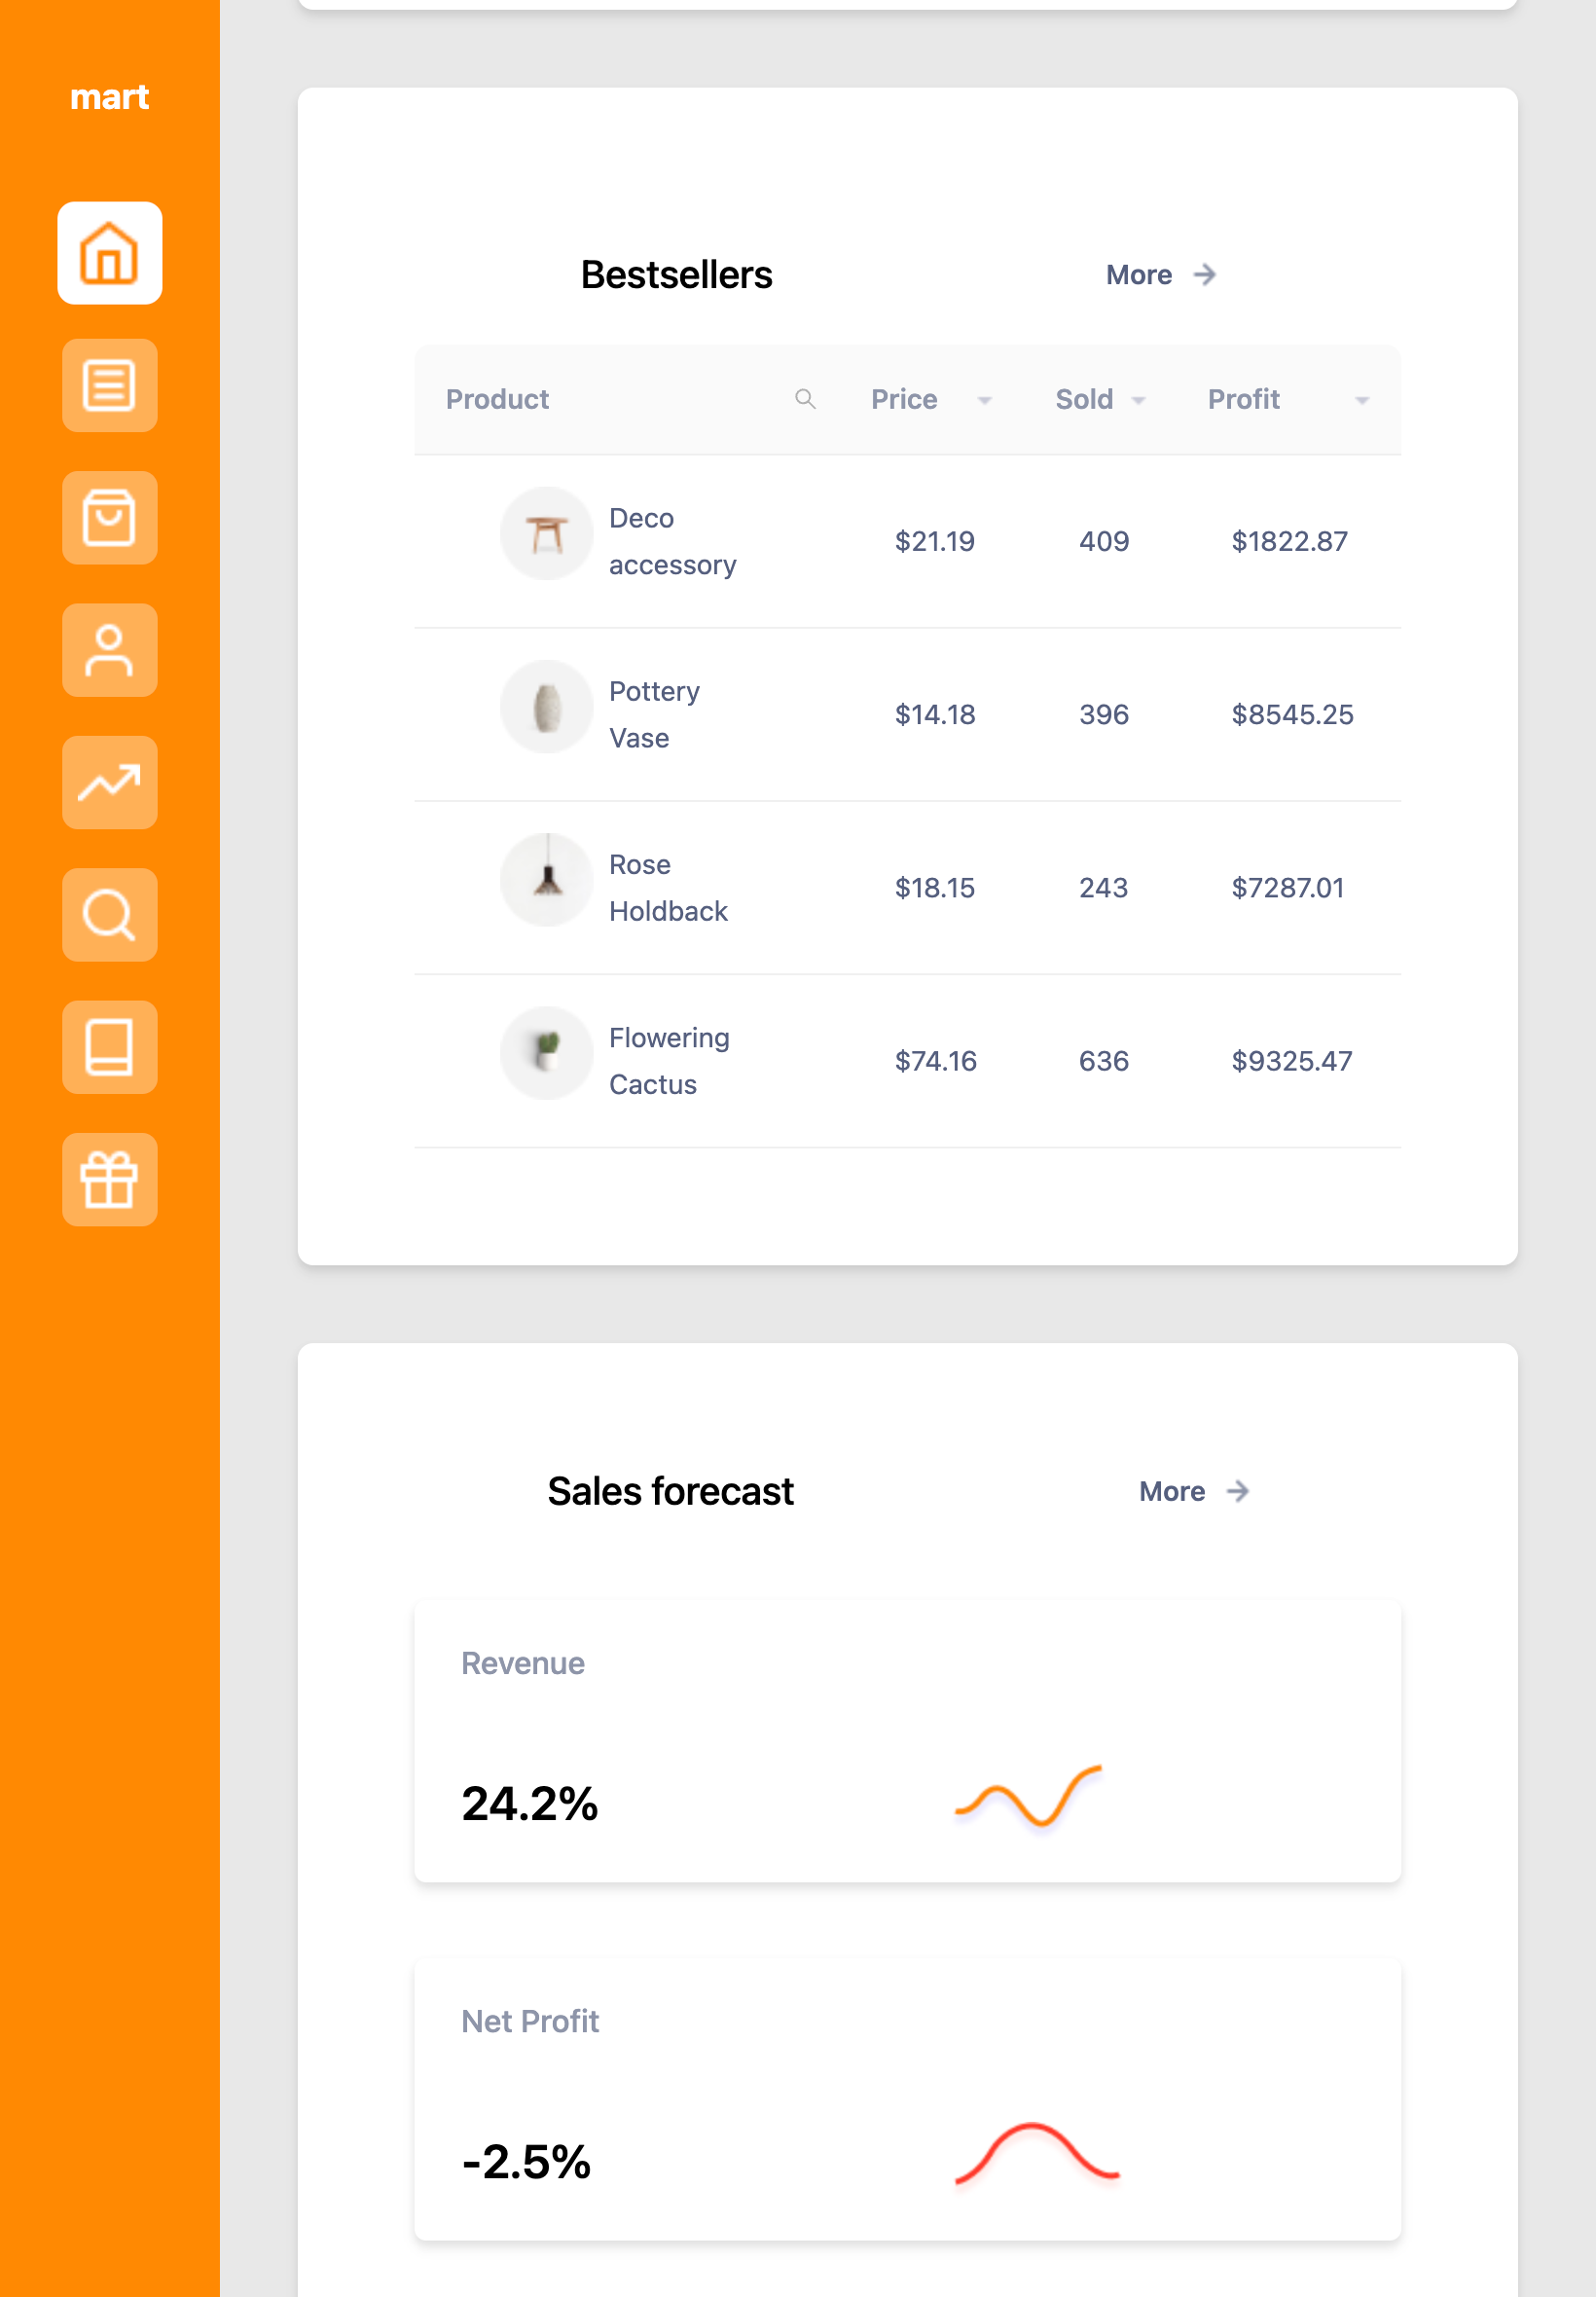 mart
Bestsellers More
Product Price Sold Profit
Deco
accessory
$21.19 409 $1822.87
Pottery
Vase
$14.18 396 $8545.25
Rose
Holdback
$18.15 243 $7287.01
Flowering
Cactus
$74.16 636 $9325.47
Sales forecast More
Revenue
24.2%
Net Profit
-2.5%